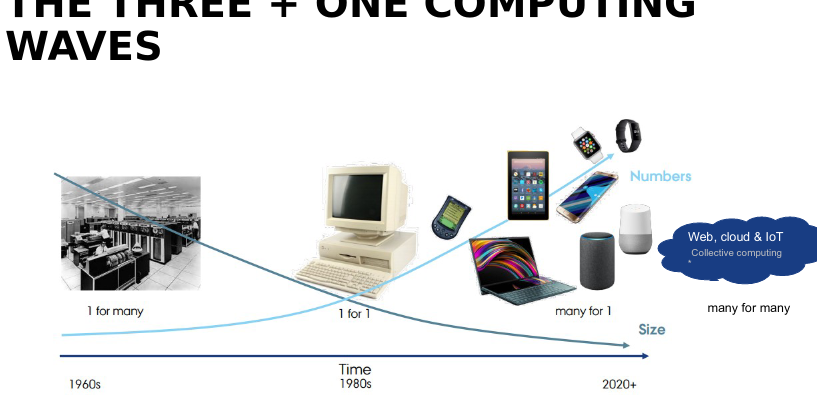 THE THREE + ONE COMPUTING
WAVES
Numbers
Web, cloud & IoT
Collective computing
*
1 for many
1 for 1
many for 1
many for many
Size
Time
1960s
1980s
2020+